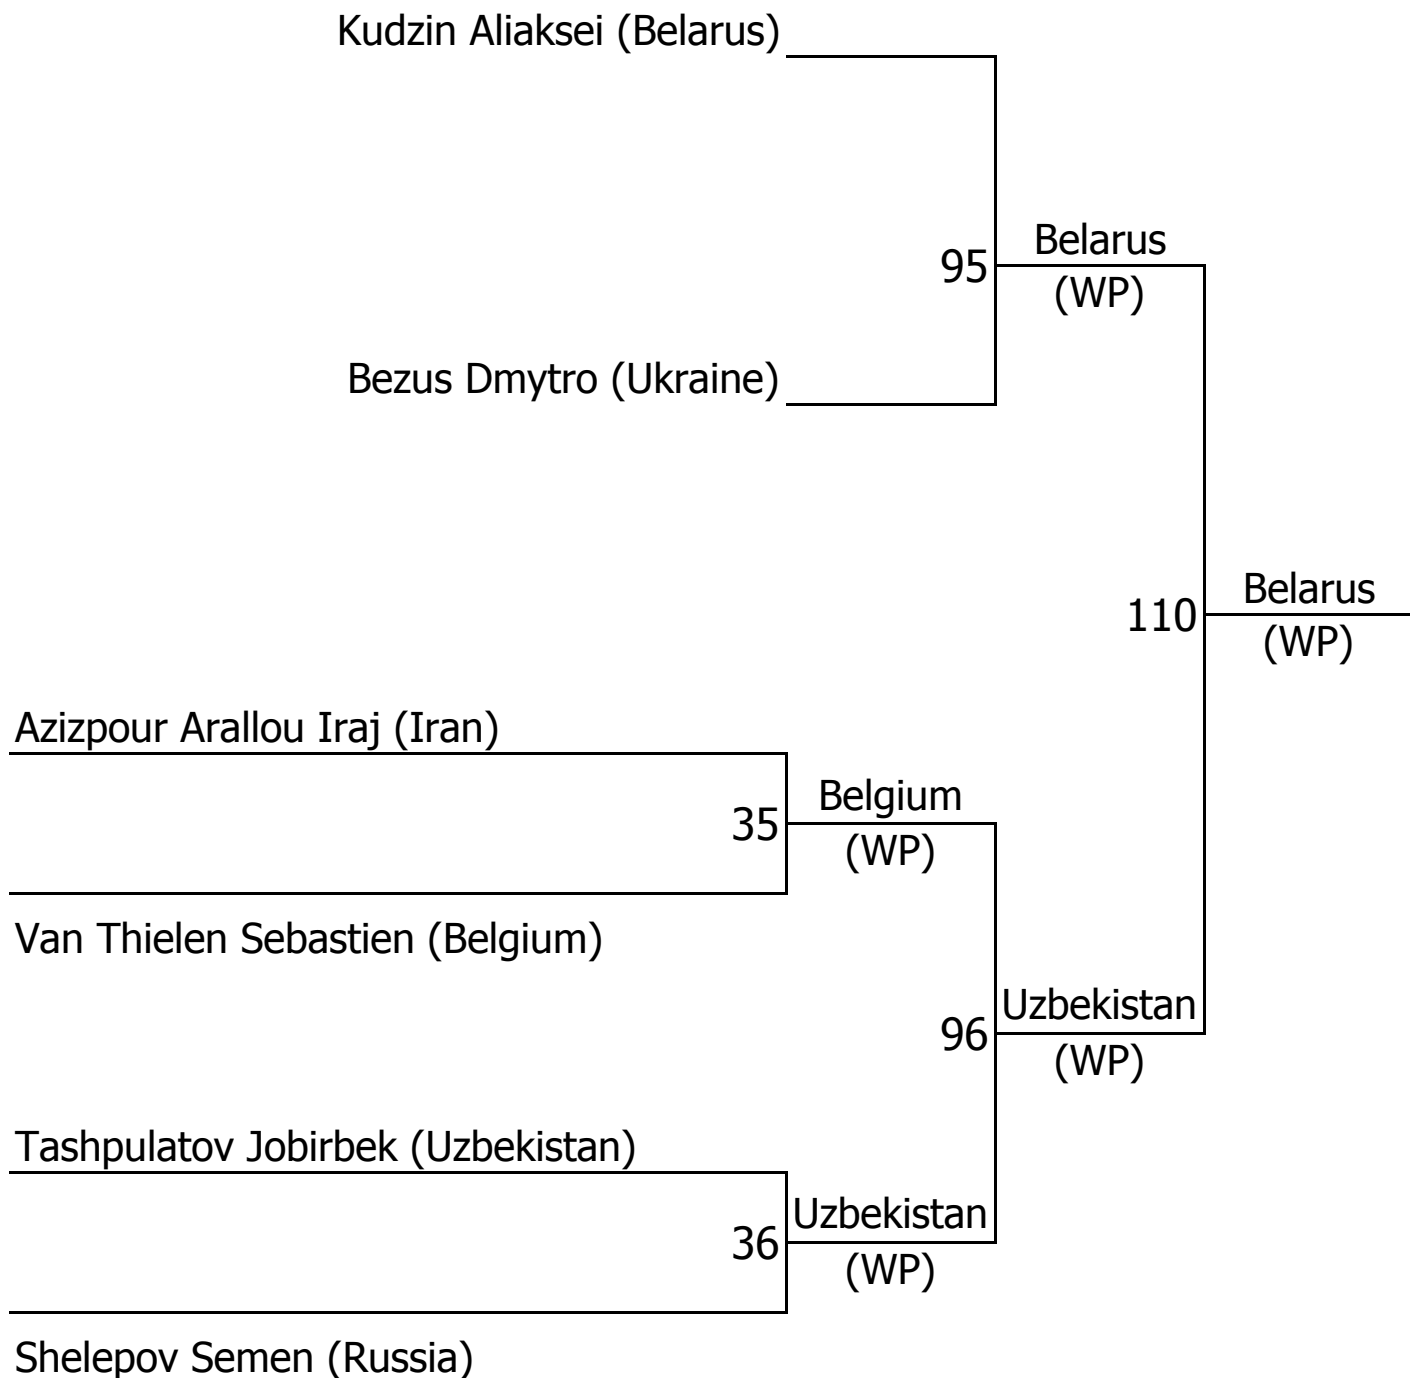 Kudzin Aliaksei (Belarus)
95
Belarus
(WP)
Bezus Dmytro (Ukraine)
110
Belarus
(WP)
Azizpour Arallou Iraj (Iran)
35
Belgium
(WP)
Van Thielen Sebastien (Belgium)
96
Uzbekistan
(WP)
Tashpulatov Jobirbek (Uzbekistan)
36
Uzbekistan
(WP)
Shelepov Semen (Russia)